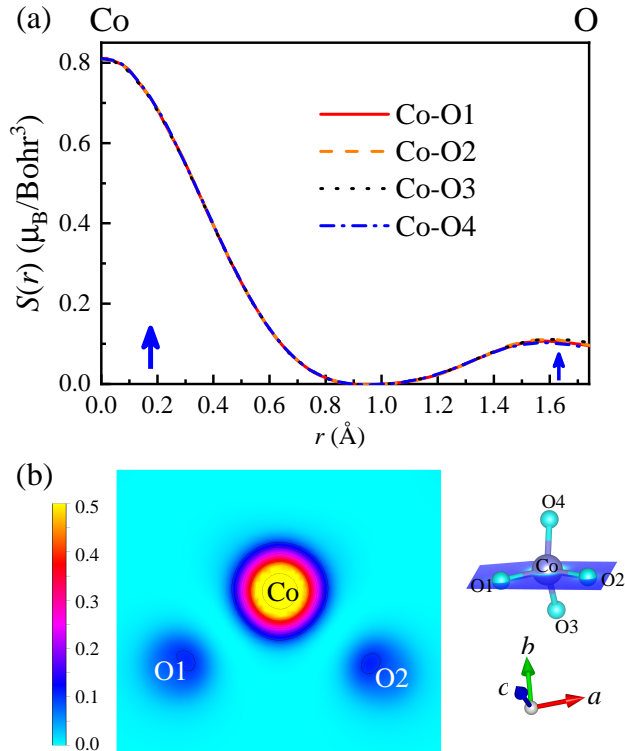 (a) Co O
0.8
0.6
0.4
0.2
0.0
S(r) (μ_B/Bohr³)
Co-O1
Co-O2
Co-O3
Co-O4
0.0 0.2 0.4 0.6 0.8 1.0 1.2 1.4 1.6
r (Å)
(b)
0.5
0.4
0.3
0.2
0.1
0.0
Co
O1
O2
O4
Co
O1
O2
O3
b
c
a